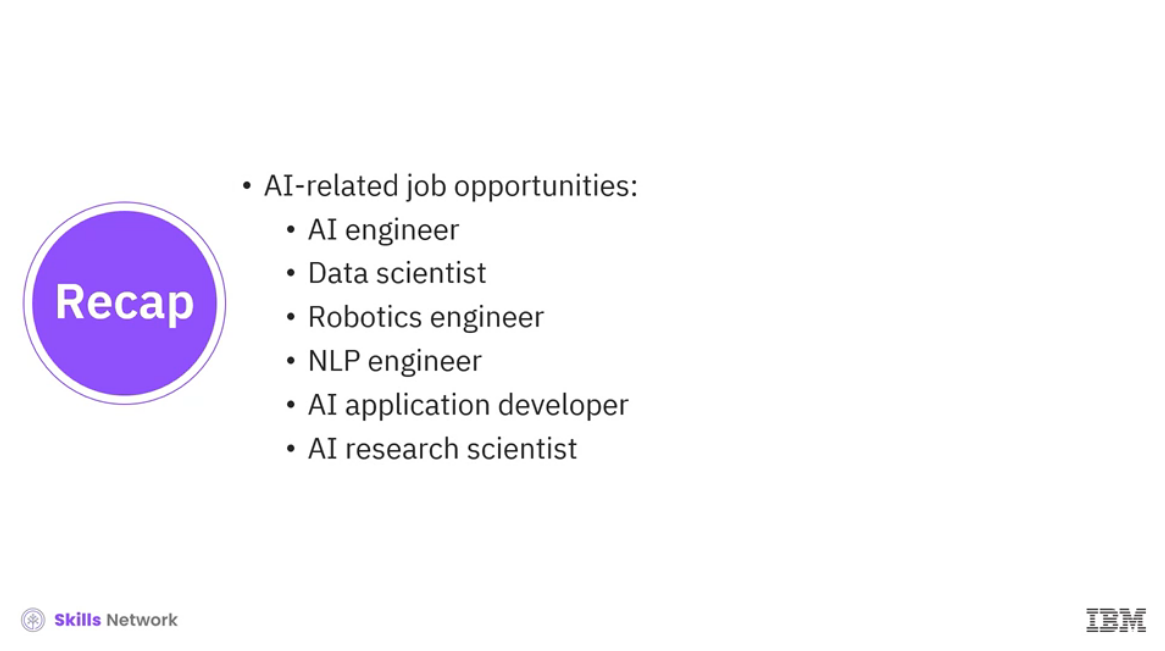 Recap
• AI-related job opportunities:
• AI engineer
• Data scientist
• Robotics engineer
• NLP engineer
• AI application developer
• AI research scientist
Skills Network
IBM